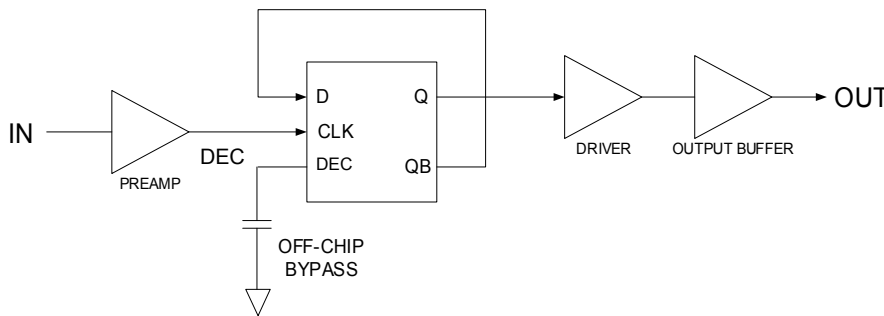 D
Q
OUT
IN
CLK
DEC
DEC
QB
PREAMP
DRIVER
OUTPUT BUFFER
OFF-CHIP
BYPASS